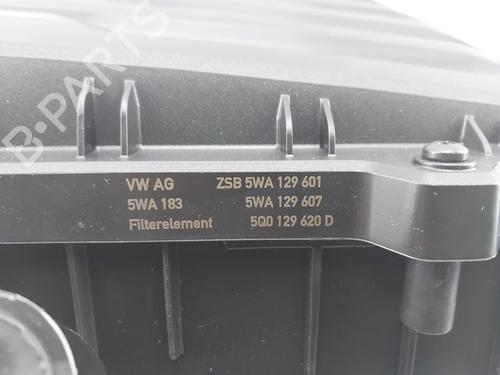 B-PARTS
VW AG ZSB 5WA 129 601
5WA 183 5WA 129 607
Filterelement 5Q0 129 620 D